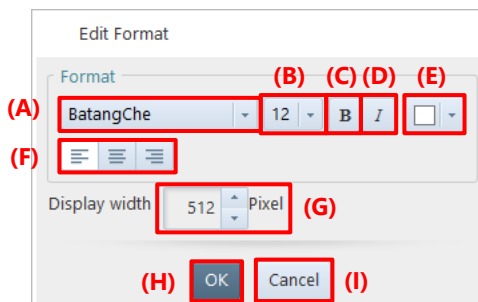 Edit Format
Format
(B) (C) (D) (E)
(A) BatangChe 12 B I
(F)
Display width 512 Pixel (G)
(H) OK Cancel (I)